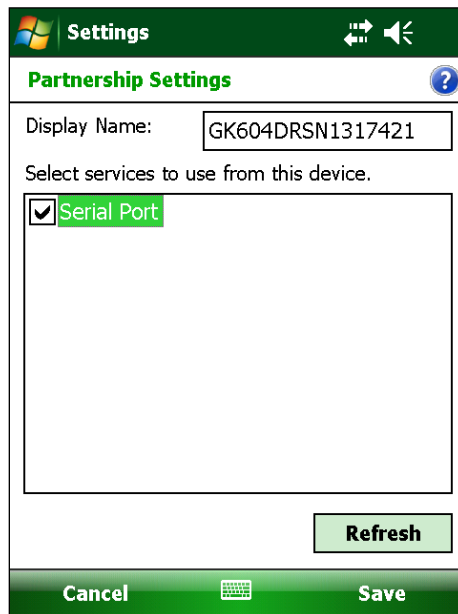 Settings
Partnership Settings
?
Display Name: GK604DRSN1317421
Select services to use from this device.
Serial Port
Refresh
Cancel Save